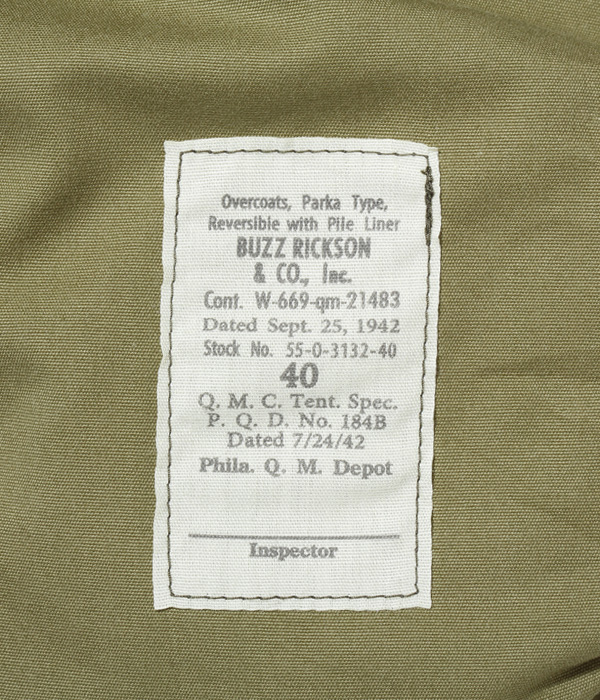 Overcoats, Parka Type,
Reversible with Pile Liner
BUZZ RICKSON
& CO., Inc.
Cont. W-669-qm-21483
Dated Sept. 25, 1942
Stock No. 55-0-3132-40
40
Q. M. C. Tent. Spec.
P. Q. D. No. 184B
Dated 7/24/42
Phila. Q. M. Depot
Inspector